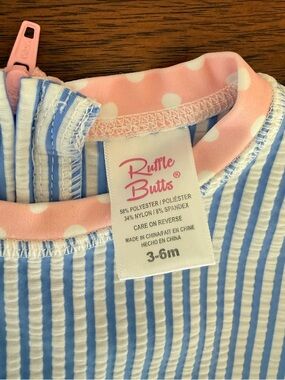 Ruffle
Butts®
58% POLYESTER / POLIÉSTER
34% NYLON / 8% SPANDEX
CARE ON REVERSE
MADE IN CHINA/FAIT EN CHINE
HECHO EN CHINA
3-6m